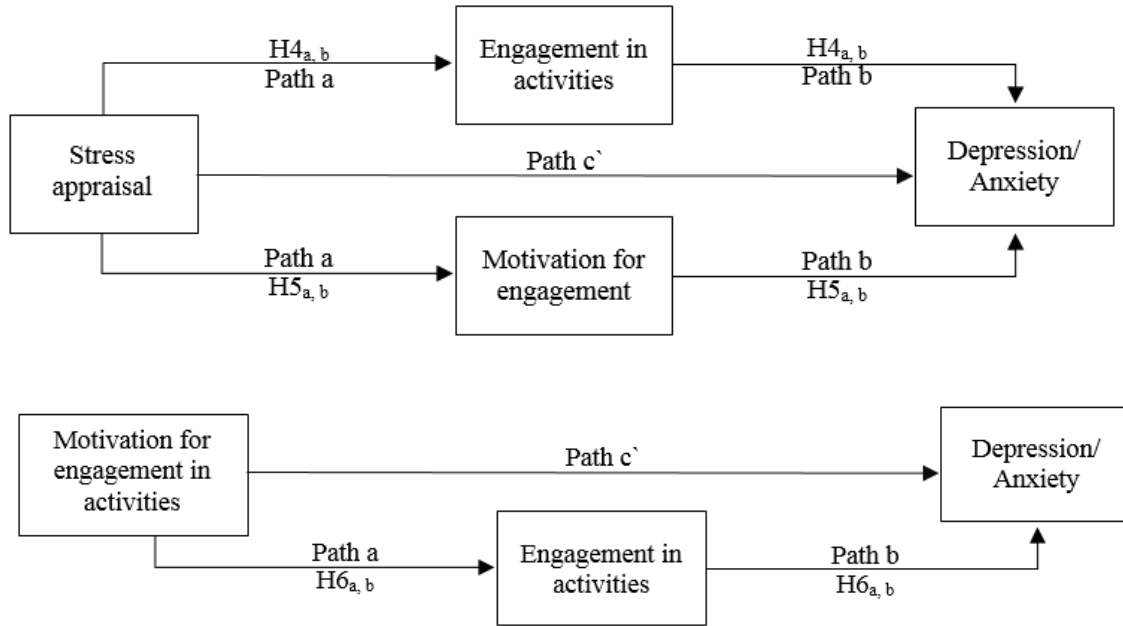 H4a, b
Path a
Engagement in
activities
H4a, b
Path b
Stress
appraisal
Path c`
Depression/
Anxiety
Path a
H5a, b
Motivation for
engagement
Path b
H5a, b
Motivation for
engagement in
activities
Path c`
Depression/
Anxiety
Path a
H6a, b
Engagement in
activities
Path b
H6a, b